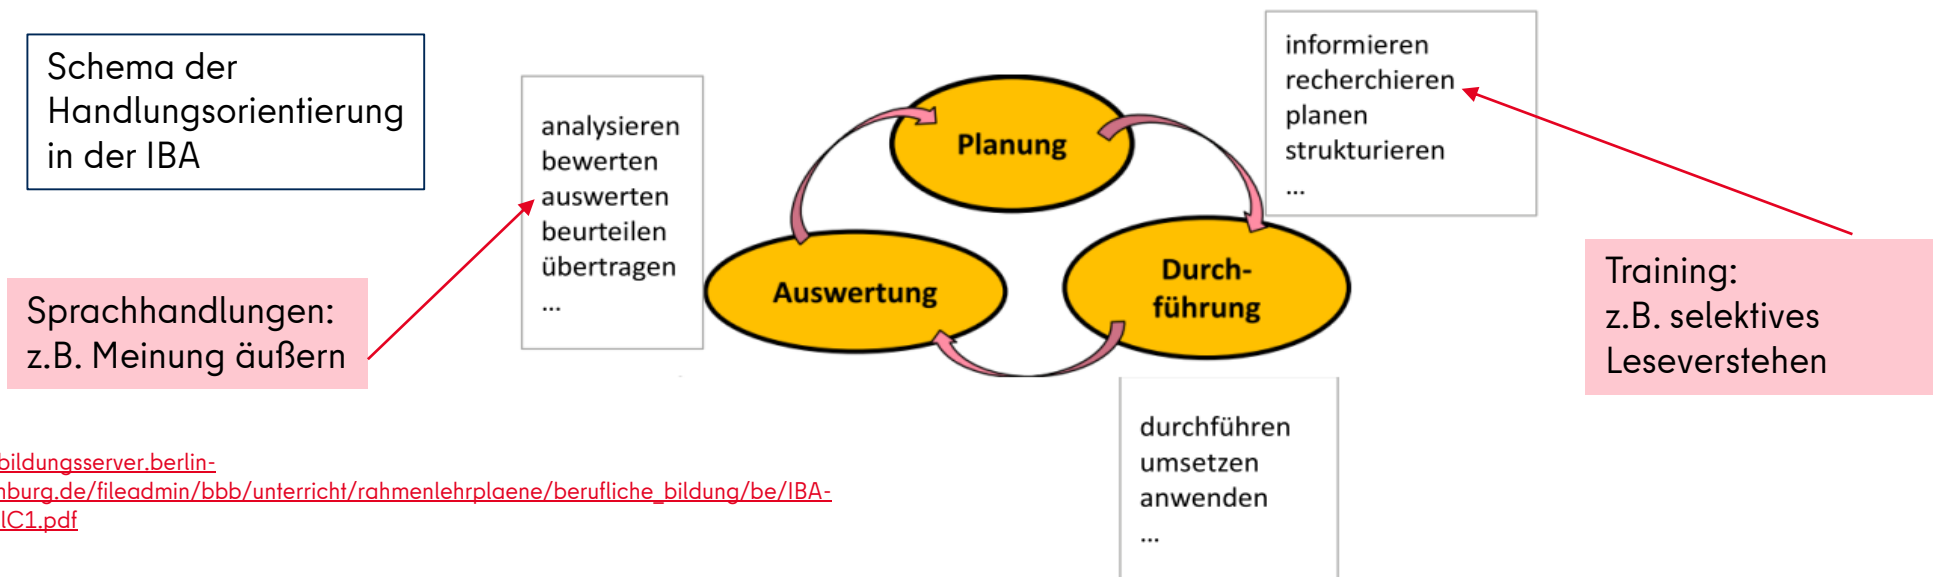 Schema der
Handlungsorientierung
in der IBA
analysieren
bewerten
auswerten
beurteilen
übertragen
...
Planung
informieren
recherchieren
planen
strukturieren
...
Sprachhandlungen:
z.B. Meinung äußern
Auswertung
Durch-
führung
Training:
z.B. selektives
Leseverstehen
durchführen
umsetzen
anwenden
...
bildungsserver.berlin-
nburg.de/fileadmin/bbb/unterricht/rahmenlehrplaene/berufliche_bildung/be/IBA-
lC1.pdf